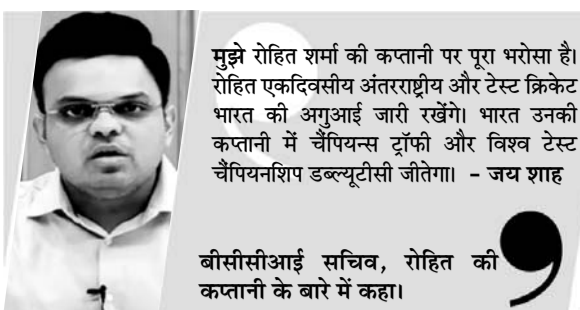 मुझे रोहित शर्मा की कप्तानी पर पूरा भरोसा है।
रोहित एकदिवसीय अंतरराष्ट्रीय और टेस्ट क्रिकेट
भारत की अगुआई जारी रखेंगे। भारत उनकी
कप्तानी में चैंपियन्स ट्रॉफी और विश्व टेस्ट
चैंपियनशिप डब्ल्यूटीसी जीतेगा। - जय शाह
बीसीसीआई सचिव, रोहित की
कप्तानी के बारे में कहा।